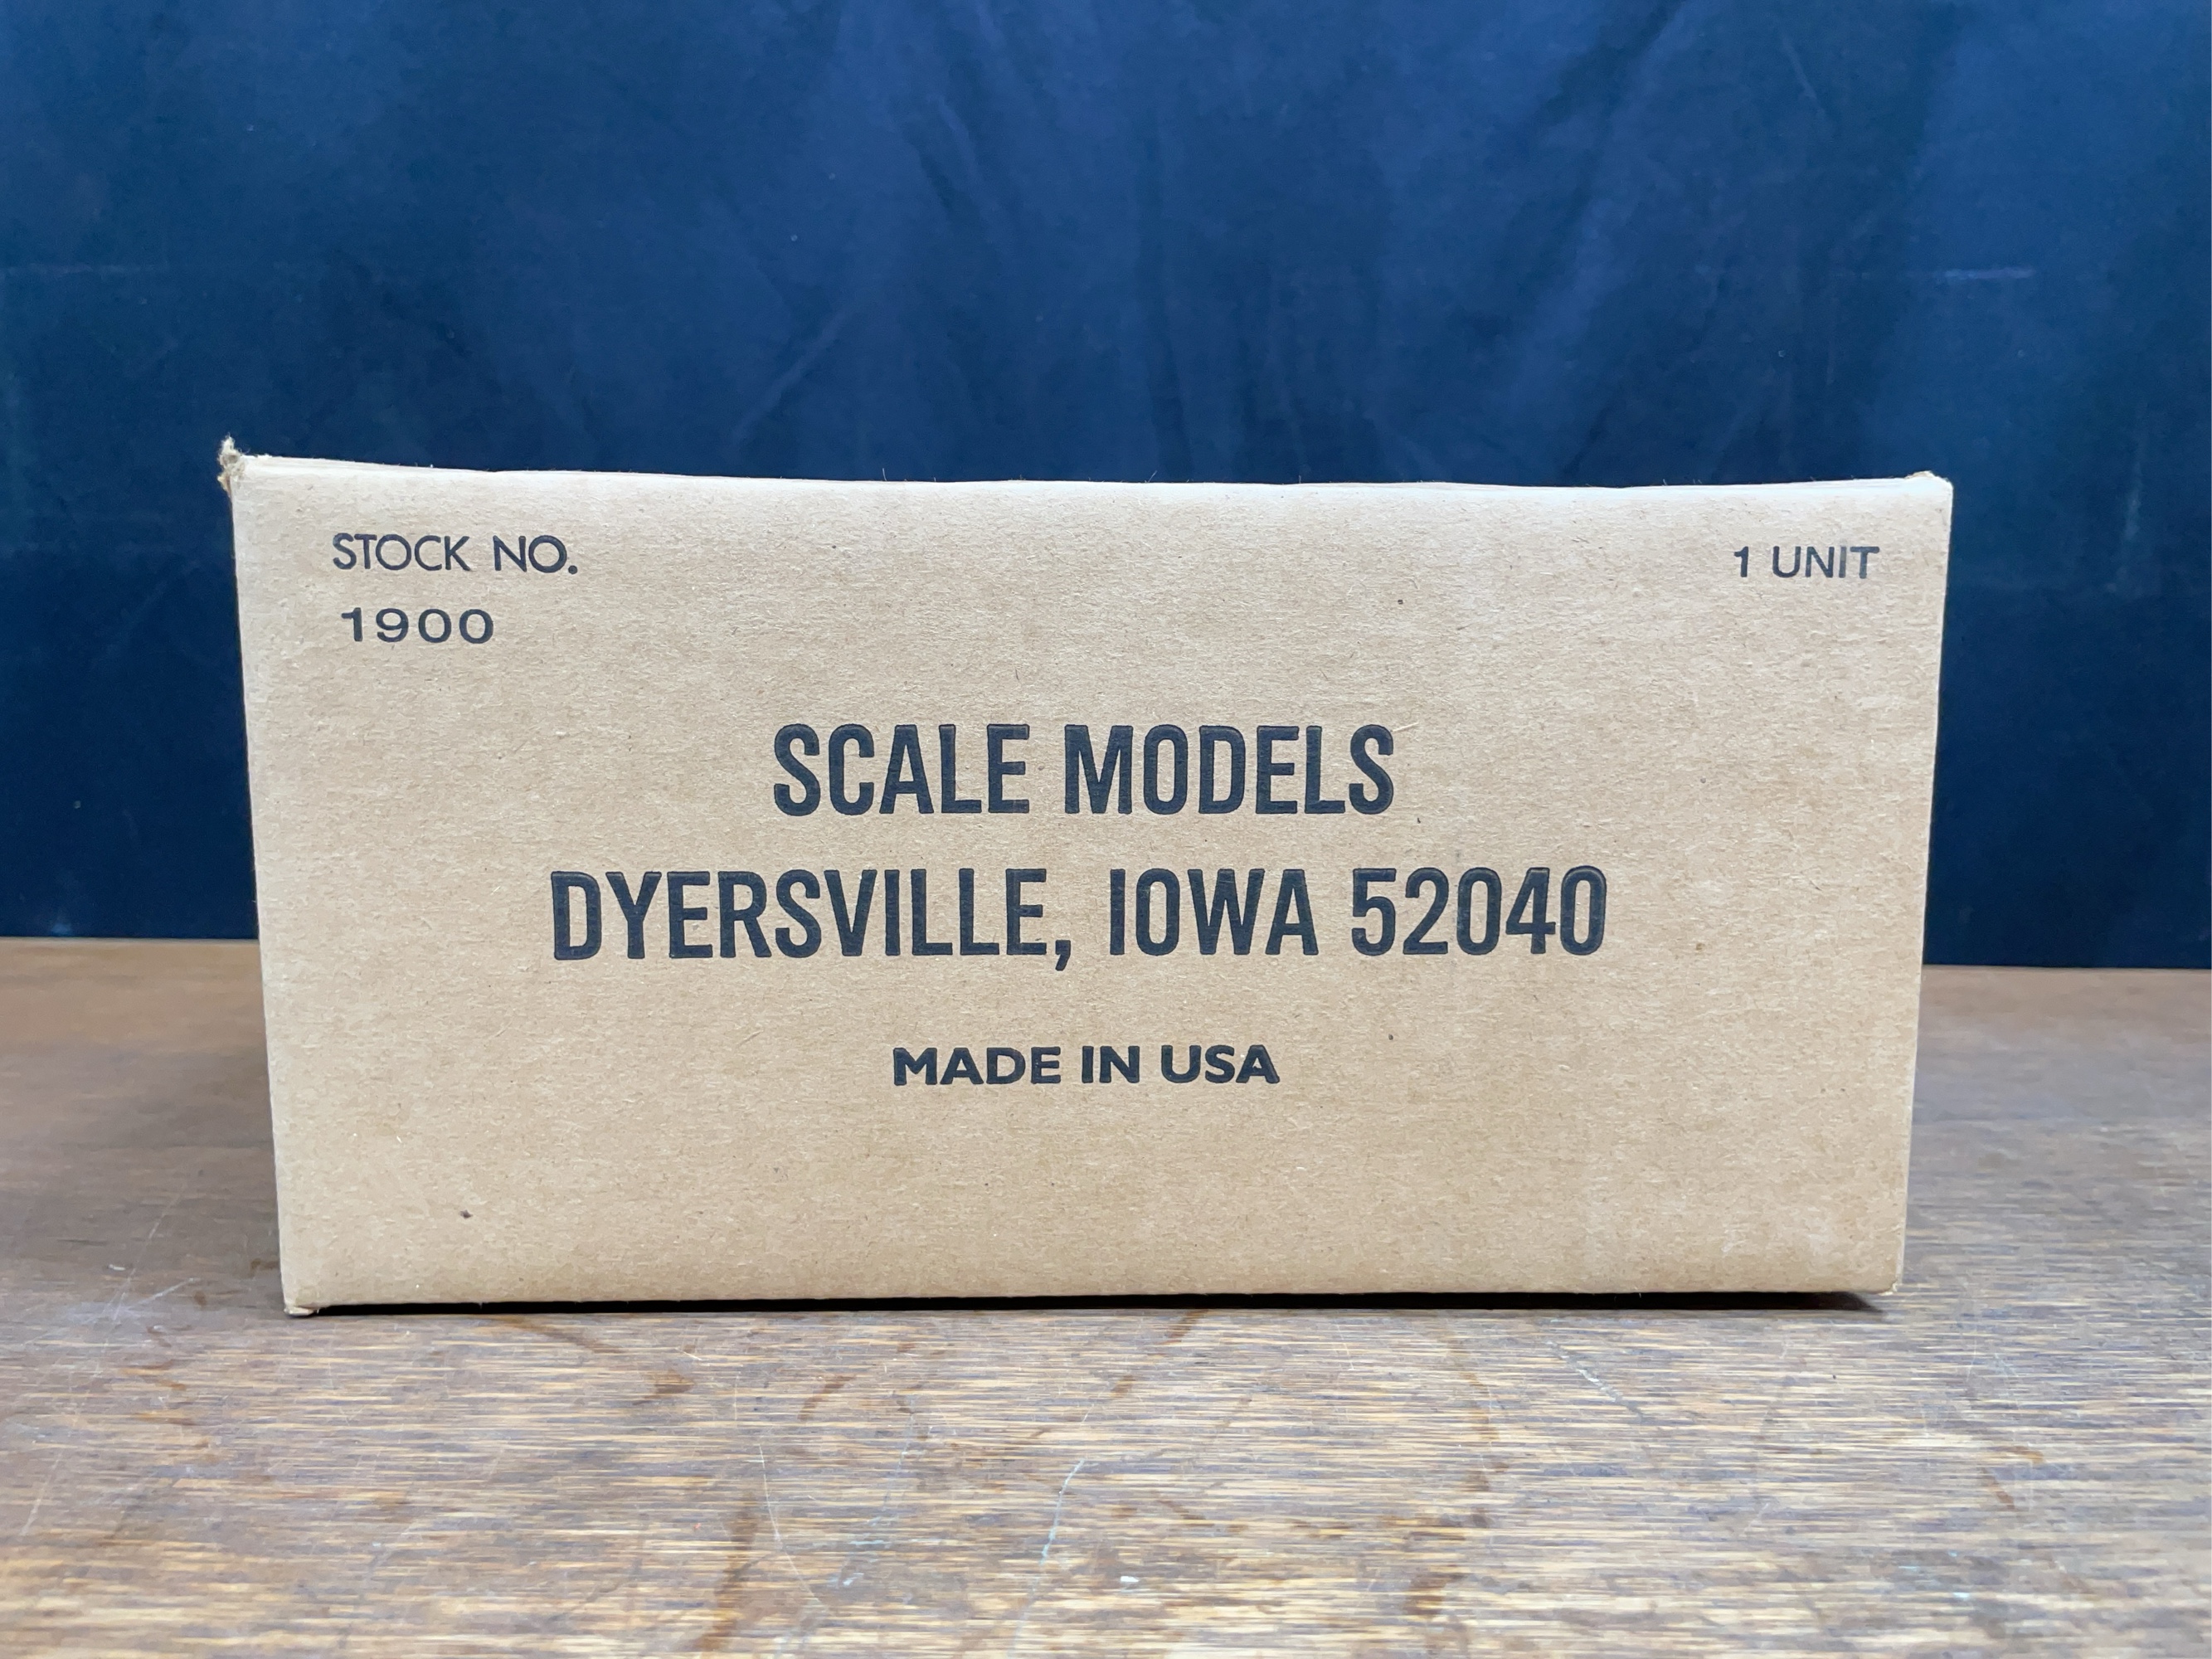 STOCK NO.
1 UNIT
1900
SCALE MODELS
DYERSVILLE, IOWA 52040
MADE IN USA